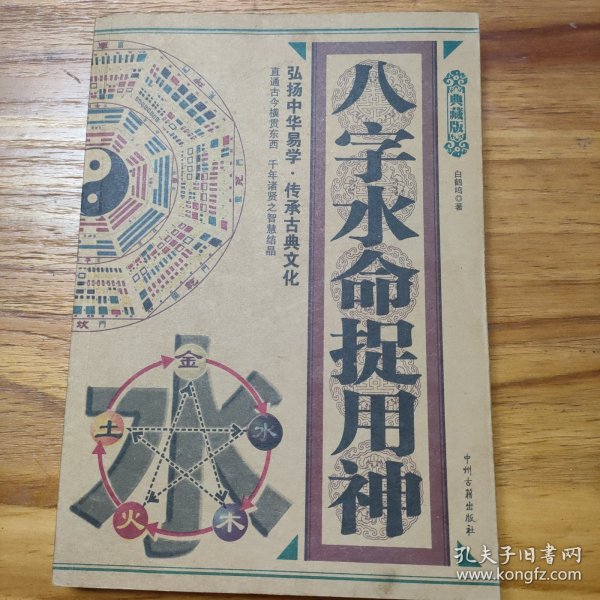 典藏版
白鹤鸣◎著
八字水命捉用神
中州古籍出版社
弘扬中华易学·传承古典文化
直通古今横贯东西 千年诸贤之智慧结晶
金
水
木
火
土
水
孔夫子旧书网
www.kongfz.com